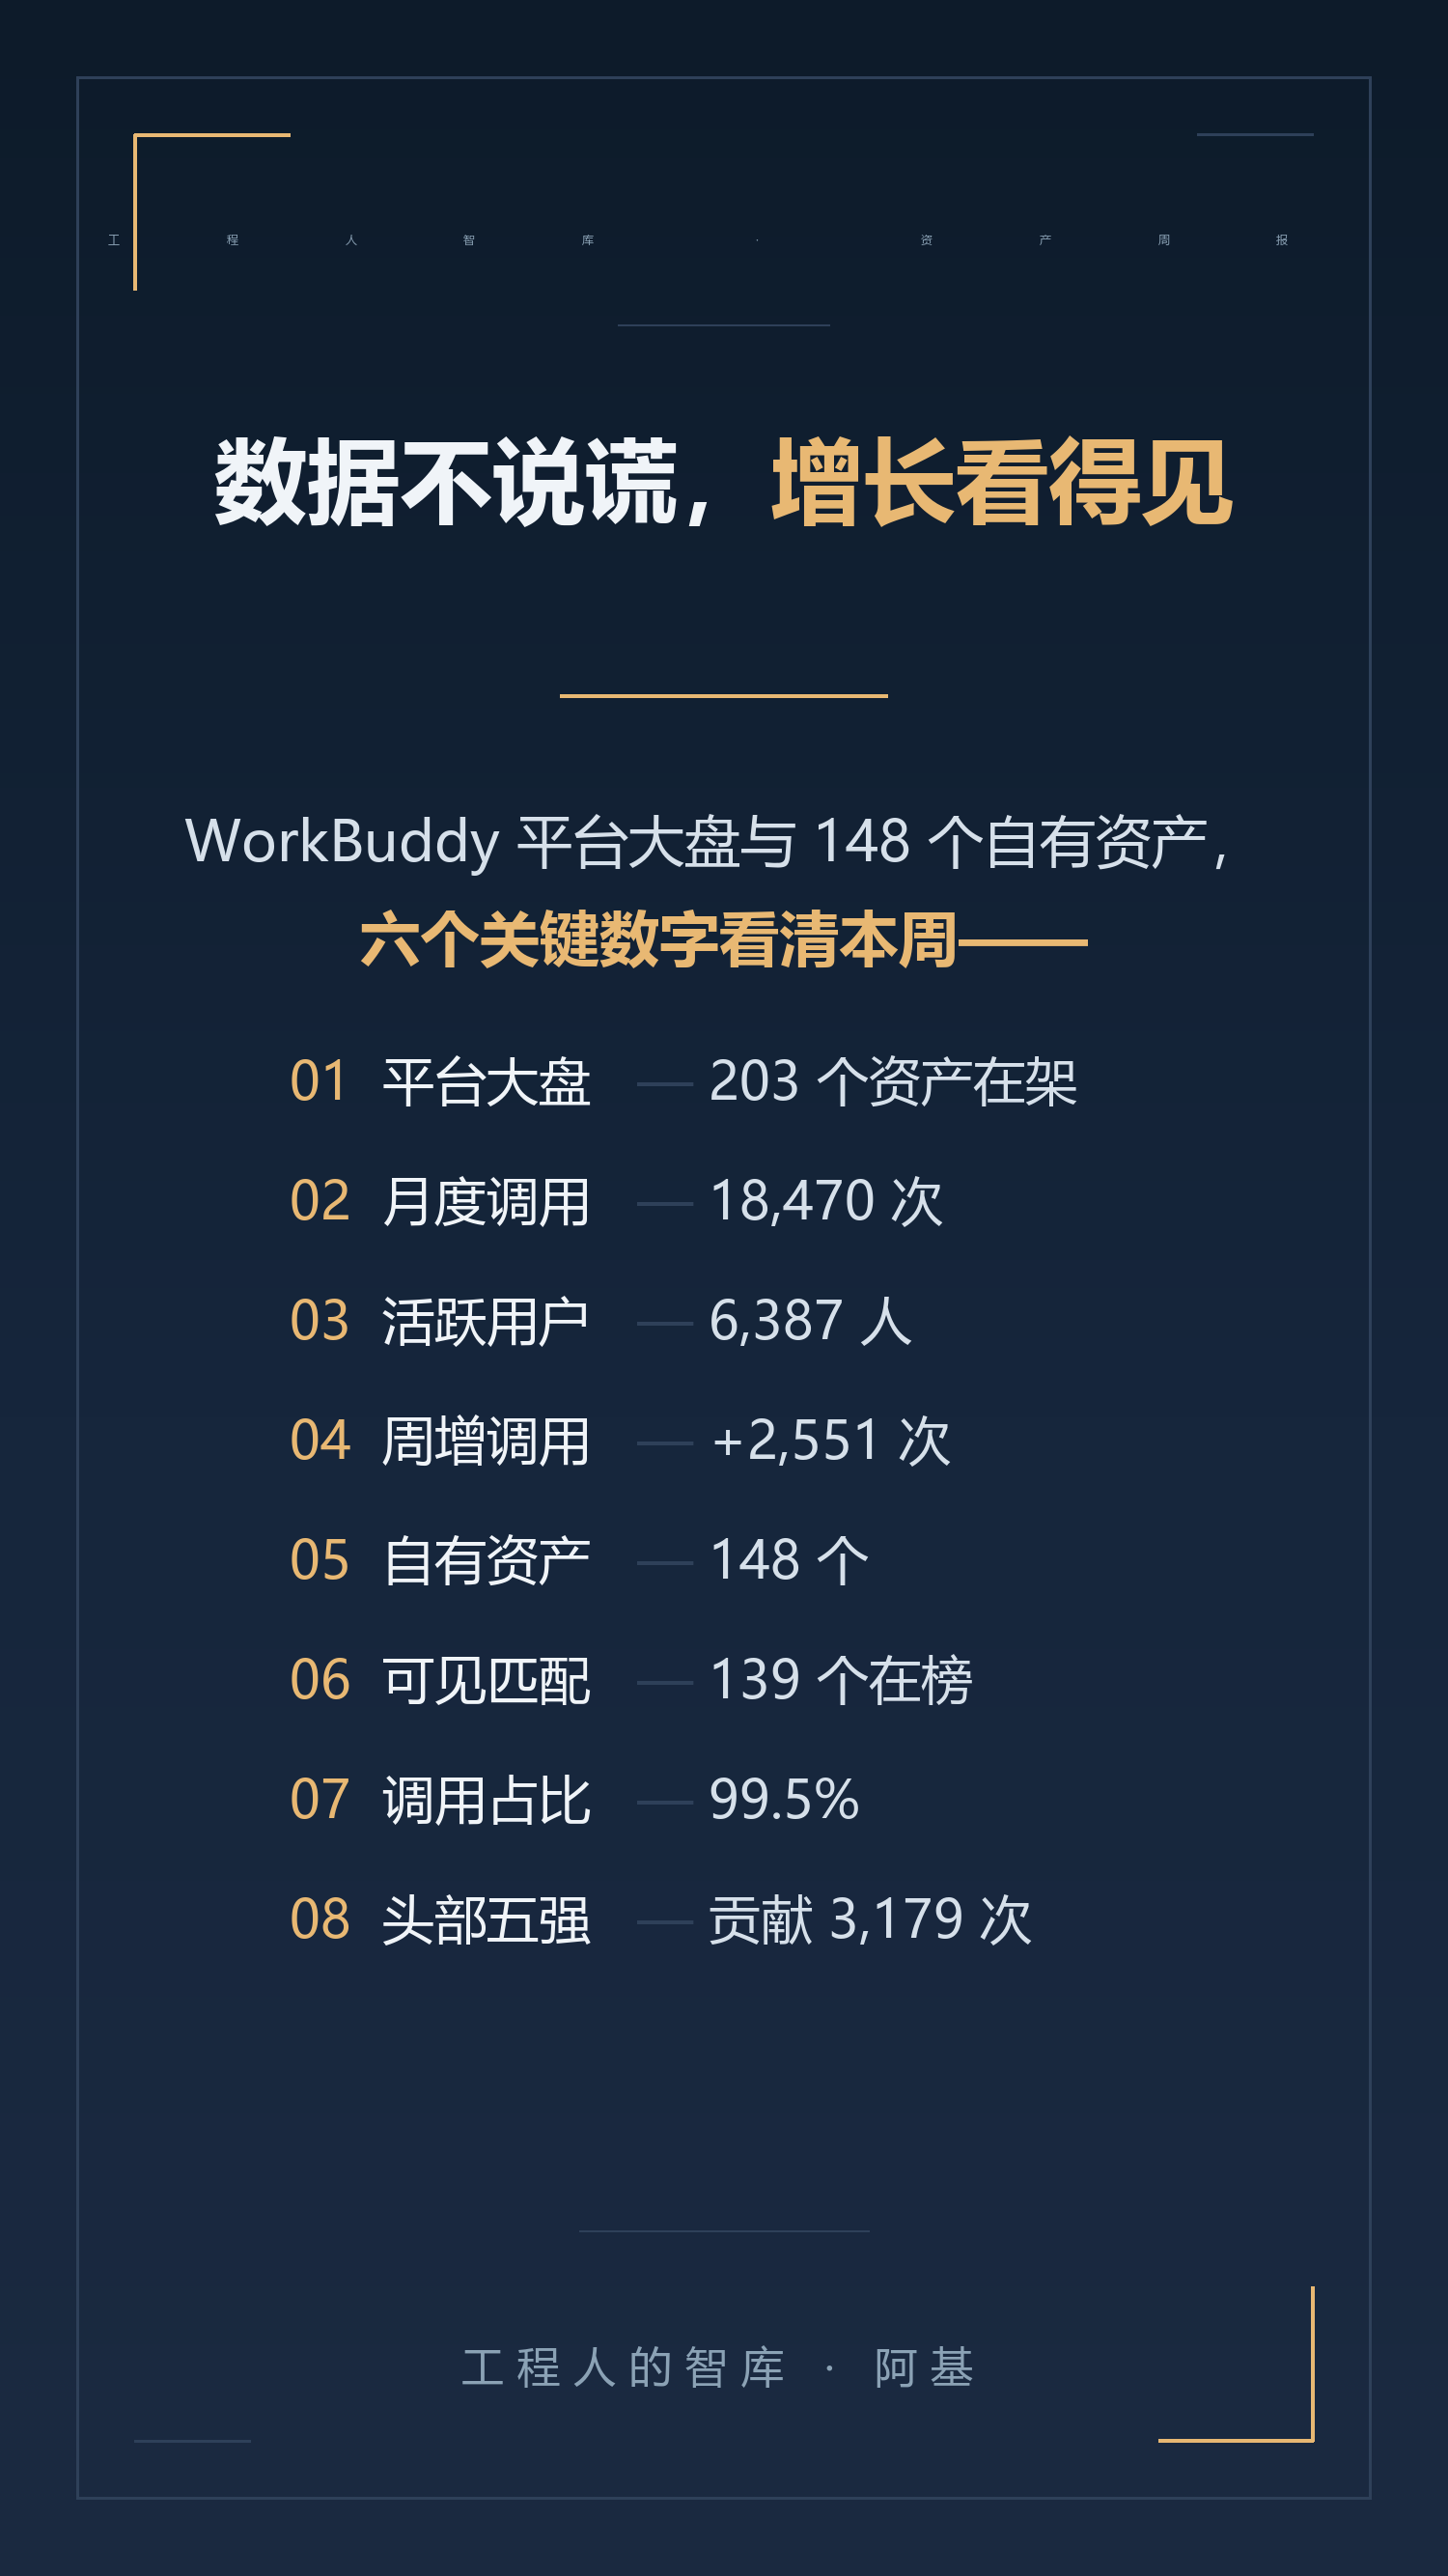 工程人智库 · 资产周报
数据不说谎，增长看得见
WorkBuddy 平台大盘与 148 个自有资产，
六个关键数字看清本周——
01 平台大盘 — 203 个资产在架
02 月度调用 — 18,470 次
03 活跃用户 — 6,387 人
04 周增调用 — +2,551 次
05 自有资产 — 148 个
06 可见匹配 — 139 个在榜
07 调用占比 — 99.5%
08 头部五强 — 贡献 3,179 次
工程人的智库 · 阿基